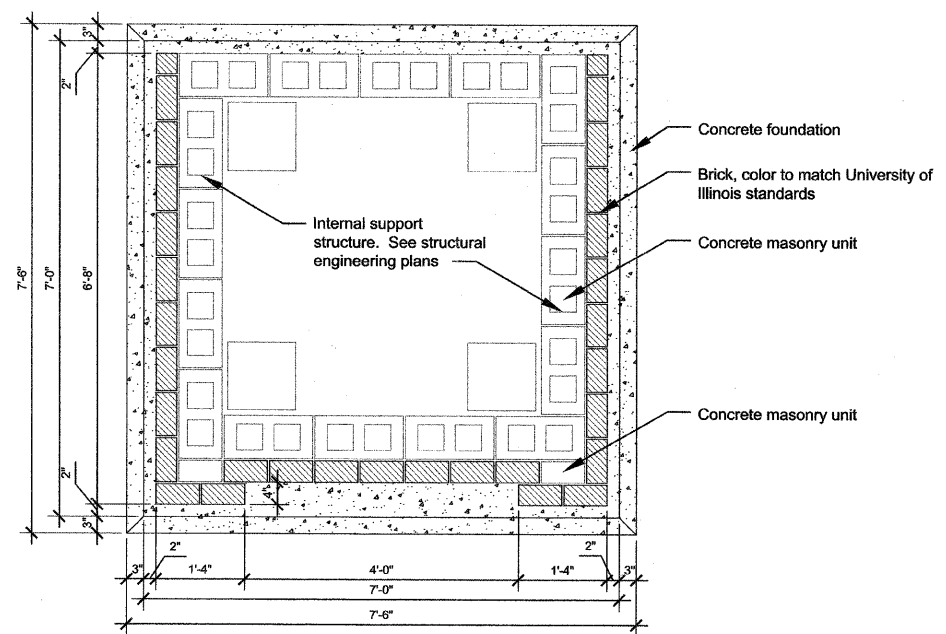 3"
2"
Concrete foundation
Brick, color to match University of
Illinois standards
Internal support
structure. See structural
engineering plans
Concrete masonry unit
7'-6"
7'-0"
6'-8"
Concrete masonry unit
2"
4"
3"
2"
2"
3"
1'-4"
4'-0"
1'-4"
3"
7'-0"
7'-6"